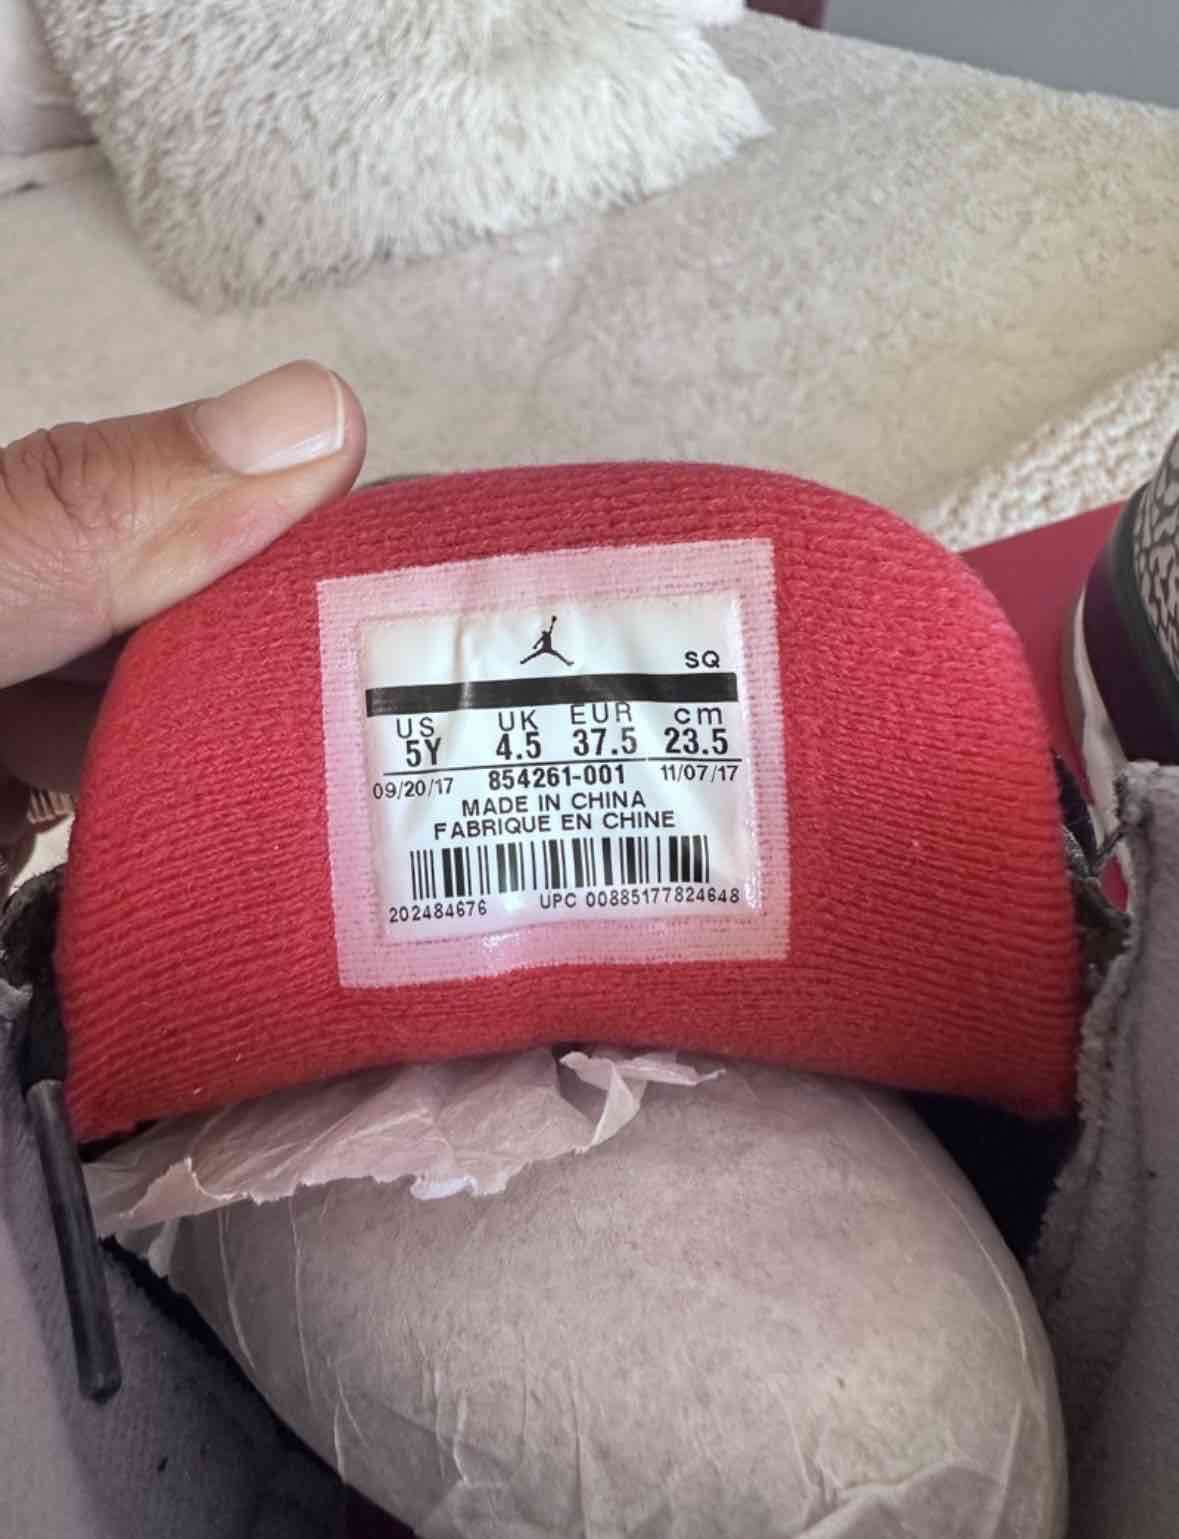 SQ
US UK EUR cm
5Y 4.5 37.5 23.5
09/20/17 854261-001 11/07/17
MADE IN CHINA
FABRIQUE EN CHINE
202484676 UPC 00885177824648